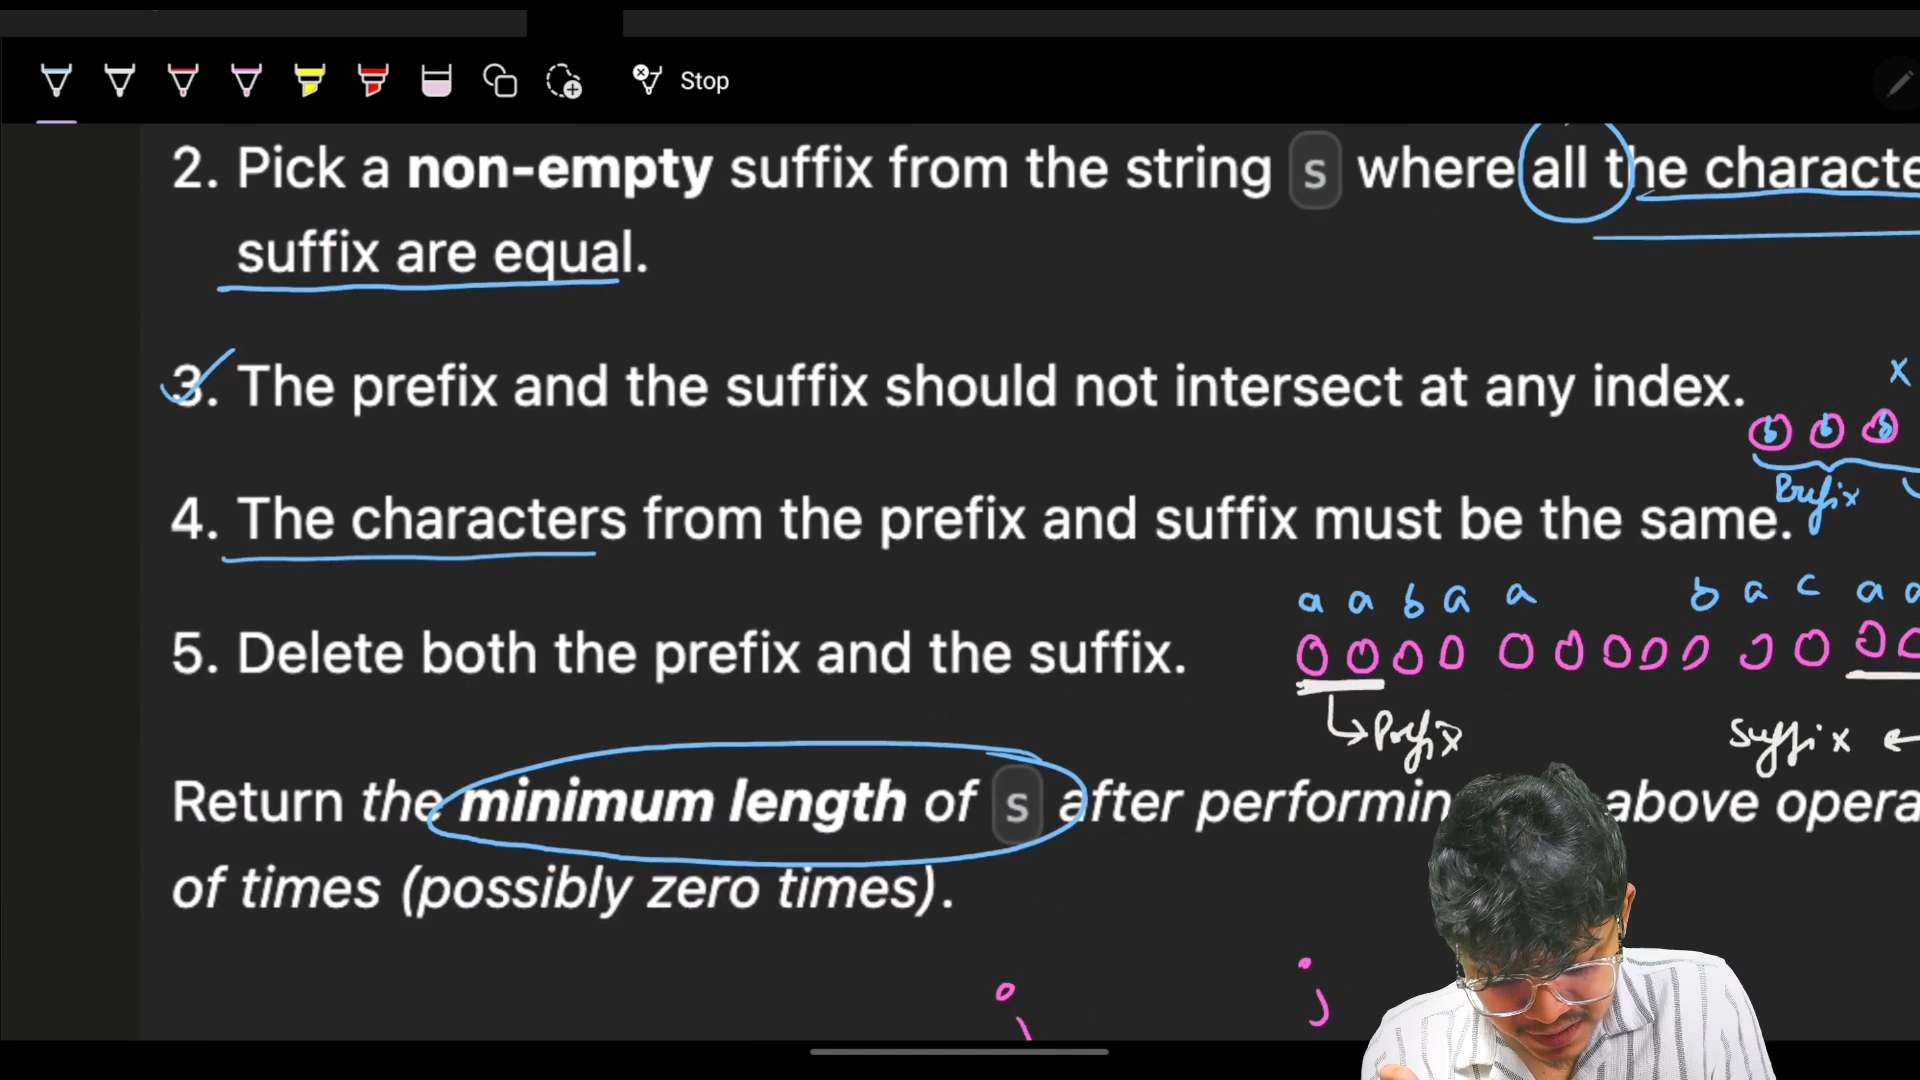 Stop
2. Pick a non-empty suffix from the string s where all the characte
suffix are equal.
3. The prefix and the suffix should not intersect at any index.
x
b b b
Prefix
4. The characters from the prefix and suffix must be the same.
a a b a a b a c a
5. Delete both the prefix and the suffix.
→ Prefix
Suffix ←
Return the minimum length of s after performin above opera
of times (possibly zero times).
i j